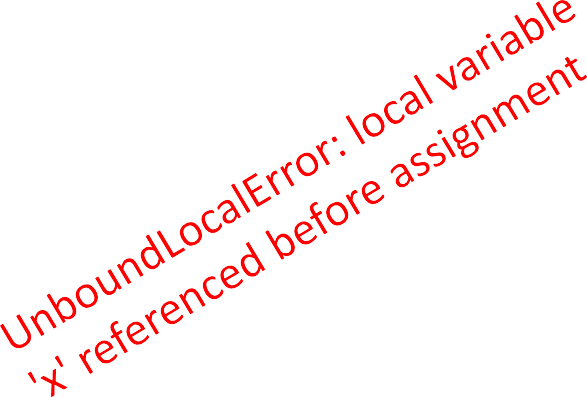 UnboundLocalError: local variable
'x' referenced before assignment